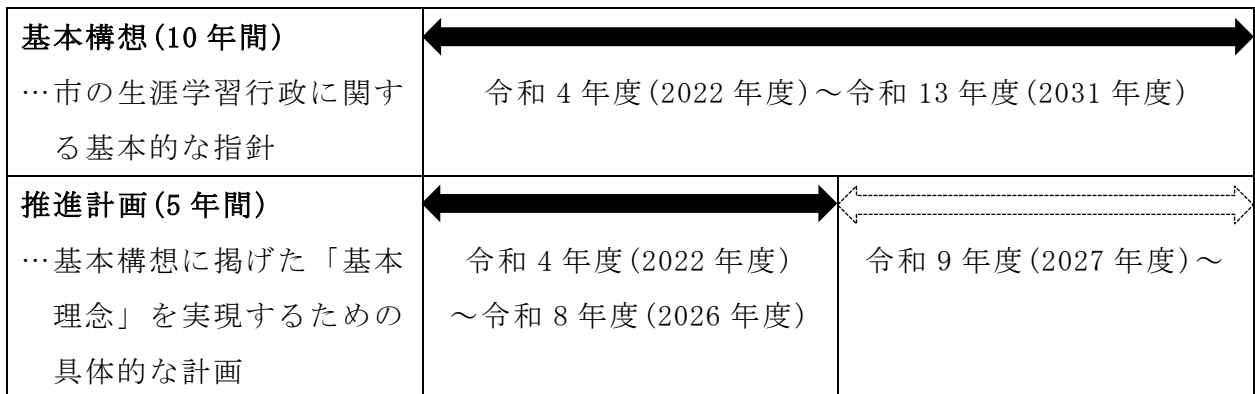 基本構想(10年間)
…市の生涯学習行政に関す
る基本的な指針
令和4年度(2022年度)～令和13年度(2031年度)
推進計画(5年間)
…基本構想に掲げた「基本
理念」を実現するための
具体的な計画
令和4年度(2022年度)
～令和8年度(2026年度)
令和9年度(2027年度)～